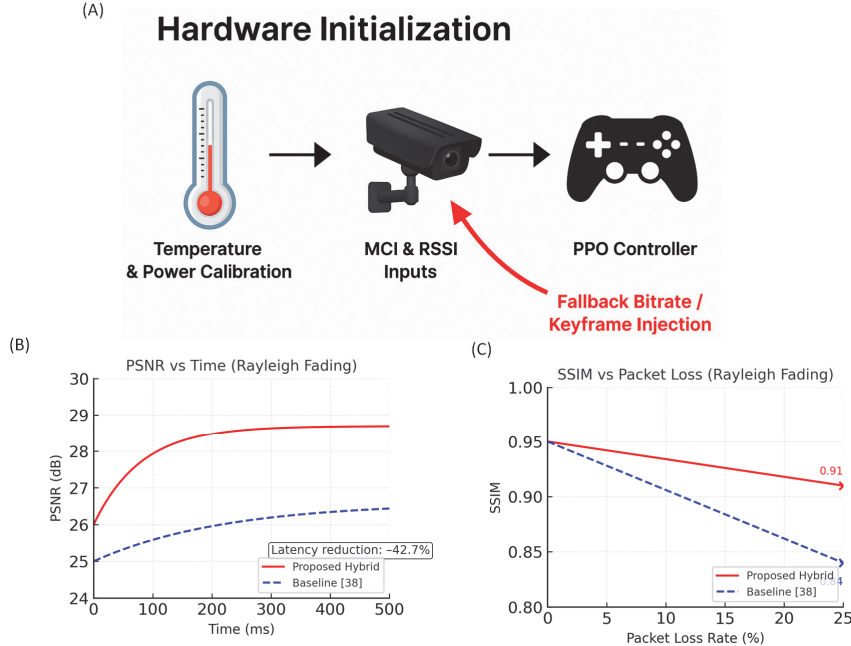 (A)
Hardware Initialization
Temperature
& Power Calibration
MCI & RSSI
Inputs
PPO Controller
Fallback Bitrate /
Keyframe Injection
(B)
PSNR vs Time (Rayleigh Fading)
30
29
28
27
26
25
24
PSNR (dB)
Latency reduction: –42.7%
Proposed Hybrid
Baseline [38]
0
100
200
300
400
500
Time (ms)
(C)
SSIM vs Packet Loss (Rayleigh Fading)
1.00
0.95
0.90
0.85
0.80
SSIM
0.91
Proposed Hybrid
Baseline [38]
0.84
0
5
10
15
20
25
Packet Loss Rate (%)